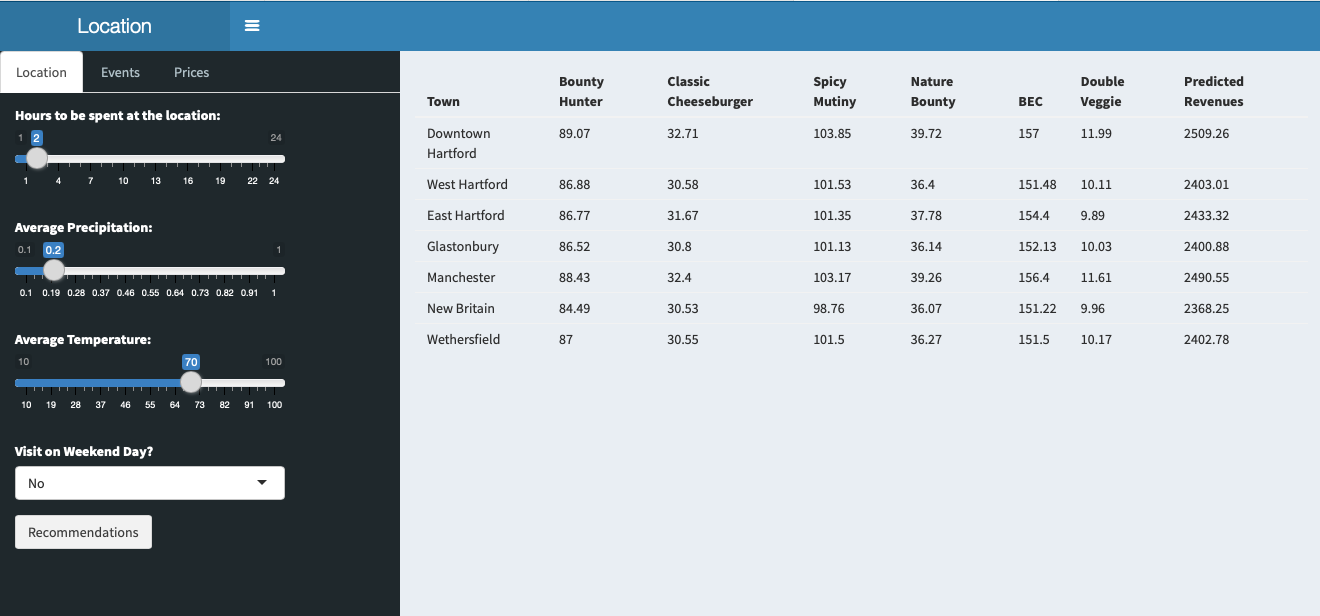 Location
Location Events Prices
Hours to be spent at the location:
1 2 24
1 4 7 10 13 16 19 22 24
Average Precipitation:
0.1 0.2 1
0.1 0.19 0.28 0.37 0.46 0.55 0.64 0.73 0.82 0.91 1
Average Temperature:
10 70 100
10 19 28 37 46 55 64 73 82 91 100
Visit on Weekend Day?
No
Recommendations
Bounty Classic Spicy Nature Double Predicted
Town Hunter Cheeseburger Mutiny Bounty BEC Veggie Revenues
Downtown 89.07 32.71 103.85 39.72 157 11.99 2509.26
Hartford
West Hartford 86.88 30.58 101.53 36.4 151.48 10.11 2403.01
East Hartford 86.77 31.67 101.35 37.78 154.4 9.89 2433.32
Glastonbury 86.52 30.8 101.13 36.14 152.13 10.03 2400.88
Manchester 88.43 32.4 103.17 39.26 156.4 11.61 2490.55
New Britain 84.49 30.53 98.76 36.07 151.22 9.96 2368.25
Wethersfield 87 30.55 101.5 36.27 151.5 10.17 2402.78